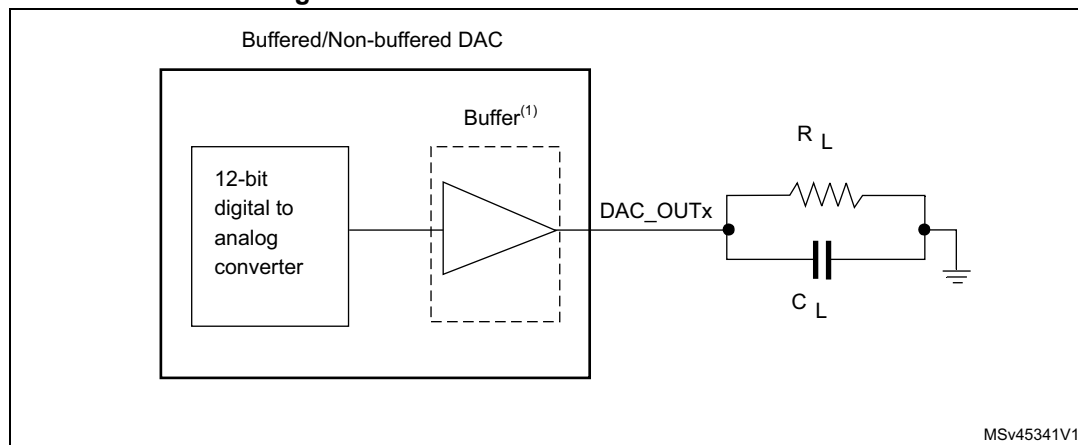 Buffered/Non-buffered DAC
Buffer(1)
12-bit
digital to
analog
converter
DAC_OUTx
R L
C L
MSv45341V1